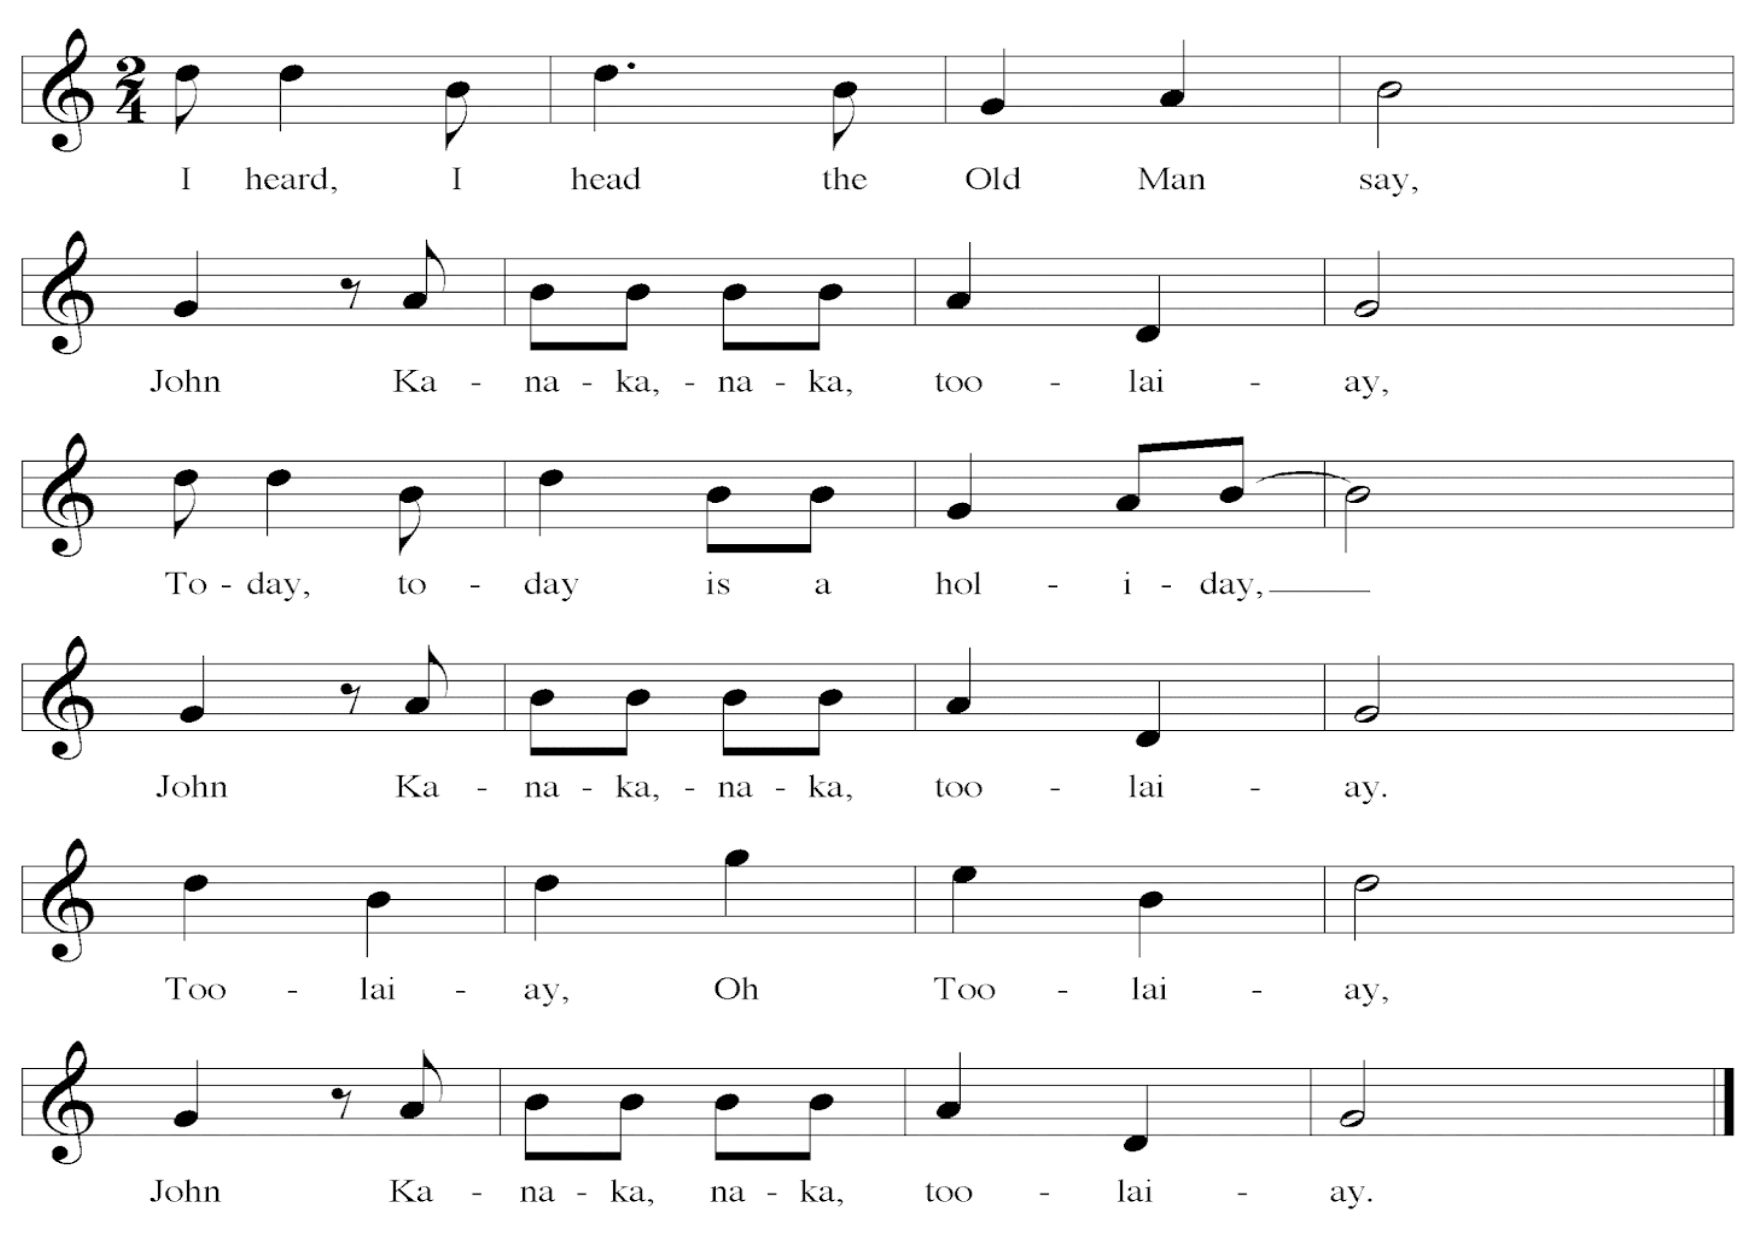 2
4
I heard, I head the Old Man say,
John Ka - na - ka, - na - ka, too - lai - ay,
To - day, to - day is a hol - i - day,
John Ka - na - ka, - na - ka, too - lai - ay.
Too - lai - ay, Oh Too - lai - ay,
John Ka - na - ka, na - ka, too - lai - ay.